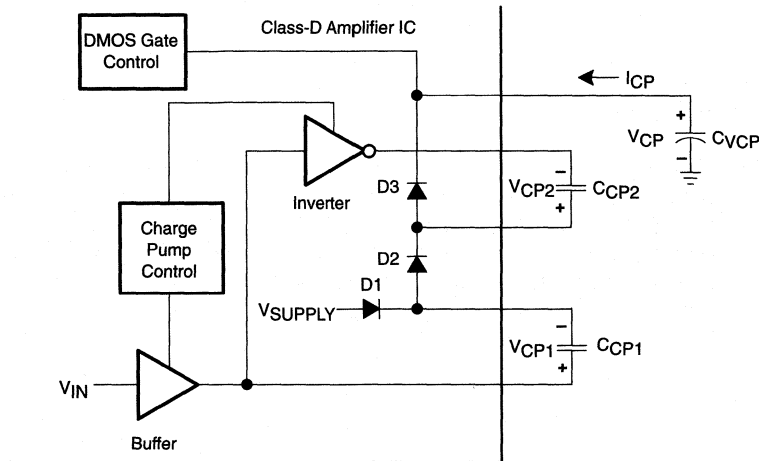 Class-D Amplifier IC
DMOS Gate
Control
ICP
+
VCP
CVCP
−
Inverter
D3
−
VCP2
CCP2
+
Charge
Pump
Control
D2
D1
VSUPPLY
−
VCP1
CCP1
+
VIN
Buffer